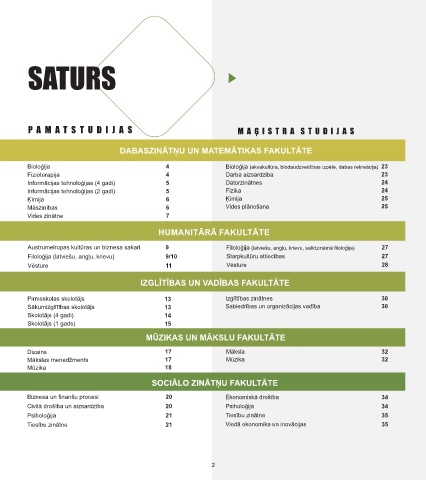 SATURS
PAMATSTUDIJAS
MAĢISTRA STUDIJAS
DABASZINĀTŅU UN MATEMĀTIKAS FAKULTĀTE
Bioloģija 4
Fizioterapija 4
Informācijas tehnoloģijas (4 gadi) 5
Informācijas tehnoloģijas (2 gadi) 5
Ķīmija 6
Mašīnbūve 6
Vides zinātne 7
Bioloģija (akvakultūra, biodaudzveidības izpēte, dabas rekreācija) 23
Darba aizsardzība 23
Datorzinātnes 24
Fizika 24
Ķīmija 25
Vides plānošana 25
HUMANITĀRĀ FAKULTĀTE
Austrumeiropas kultūras un biznesa sakari 9
Filoloģija (latviešu, angļu, krievu) 9/10
Vēsture 11
Filoloģija (latviešu, angļu, krievu, salīdzināmā filoloģija) 27
Starpkultūru attiecības 27
Vēsture 28
IZGLĪTĪBAS UN VADĪBAS FAKULTĀTE
Pirmsskolas skolotājs 13
Sākumizglītības skolotājs 13
Skolotājs (4 gadi) 14
Skolotājs (1 gads) 15
Izglītības zinātnes 30
Sabiedrības un organizācijas vadība 30
MŪZIKAS UN MĀKSLU FAKULTĀTE
Dizains 17
Mākslas menedžments 17
Mūzika 18
Māksla 32
Mūzika 32
SOCIĀLO ZINĀTŅU FAKULTĀTE
Biznesa un finanšu procesi 20
Civilā drošība un aizsardzība 20
Psiholoģija 21
Tiesību zinātne 21
Ekonomiskā drošība 34
Psiholoģija 34
Tiesību zinātne 35
Viedā ekonomika un inovācijas 35
2